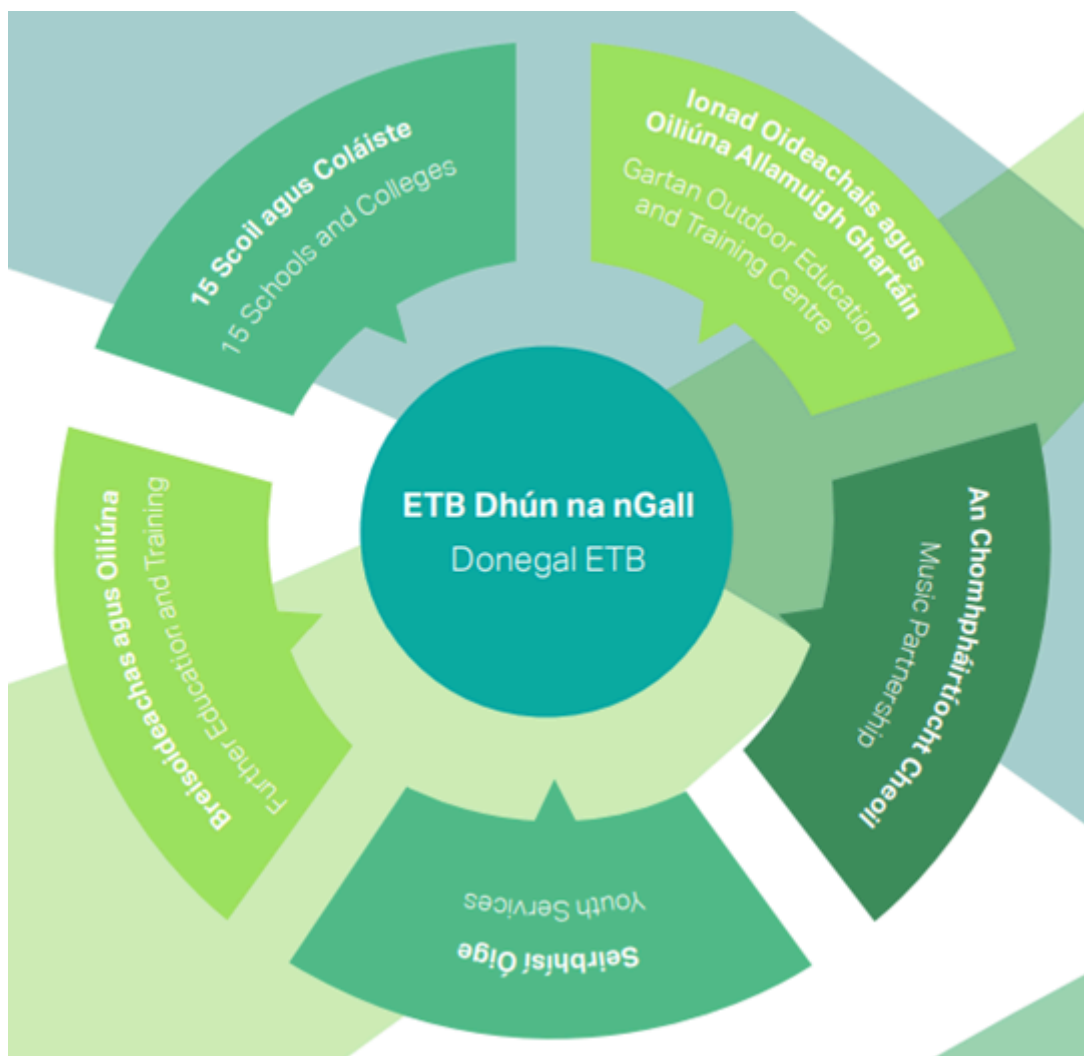 15 Scoil agus Coláiste
15 Schools and Colleges
Ionad Oideachais agus
Oiliúna Allamuigh Ghartáin
Gartan Outdoor Education
and Training Centre
An Chomhpháirtíocht Cheoil
Music Partnership
Seirbhísí Óige
Youth Services
Breisoideachas agus Oiliúna
Further Education and Training
ETB Dhún na nGall
Donegal ETB